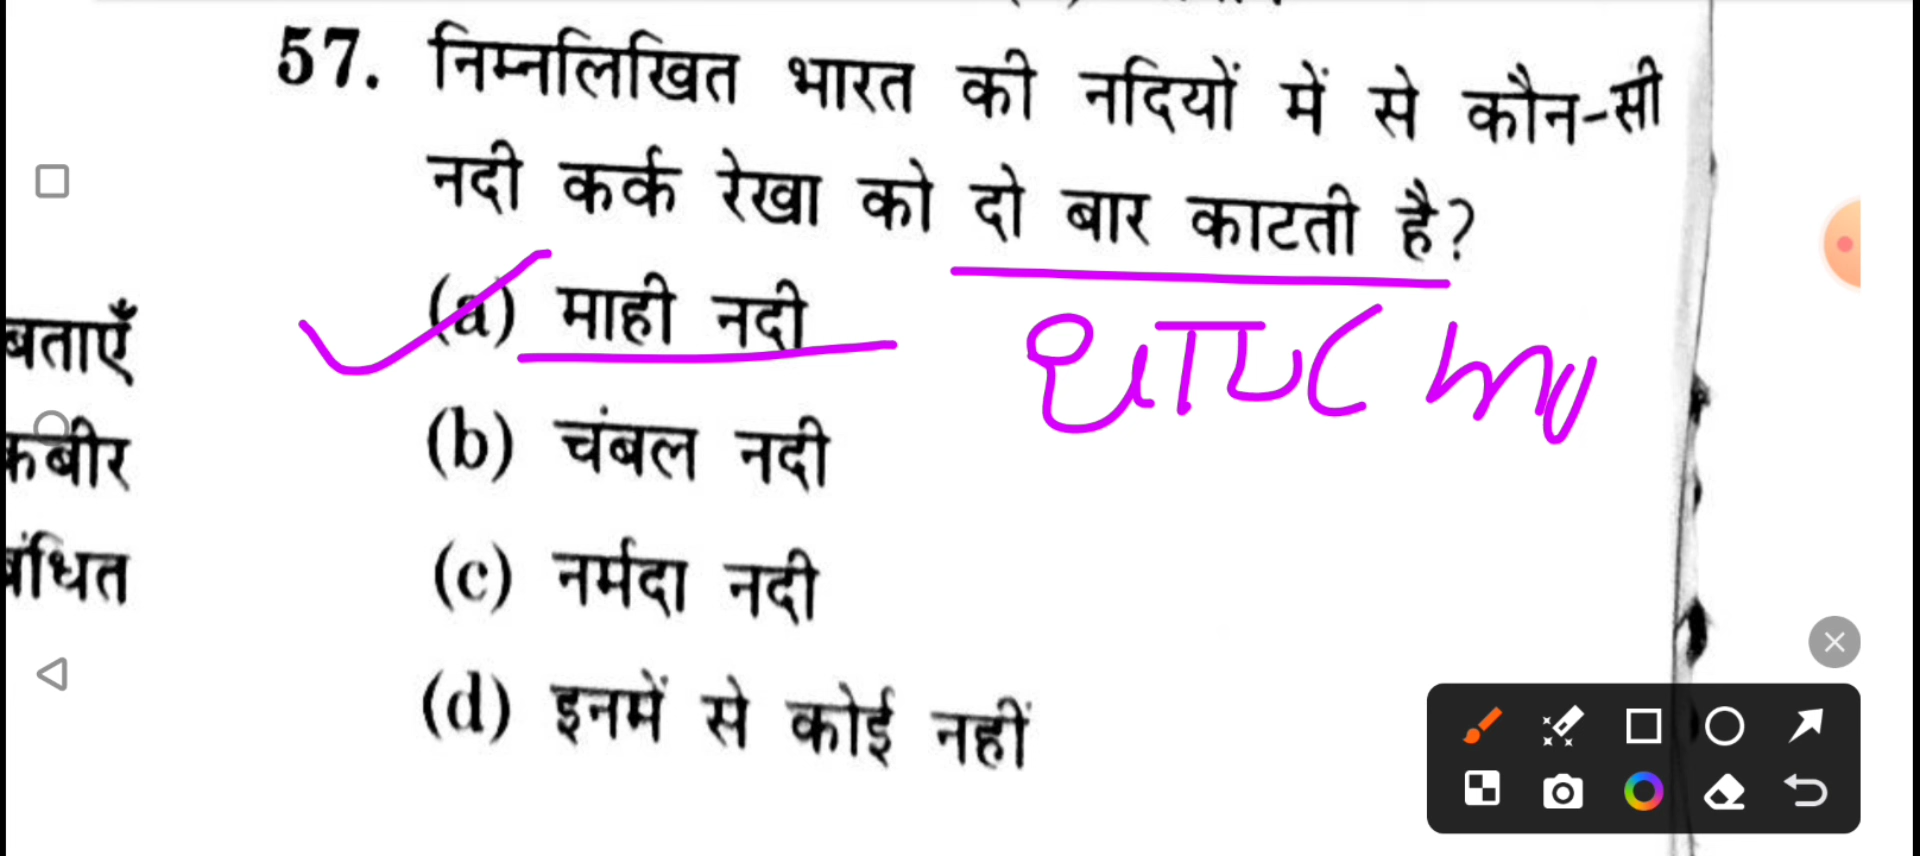 57. निम्नलिखित भारत की नदियों में से कौन-सी
नदी कर्क रेखा को दो बार काटती है?
(a) माही नदी
(b) चंबल नदी
(c) नर्मदा नदी
(d) इनमें से कोई नहीं
बताएँ
कबीर